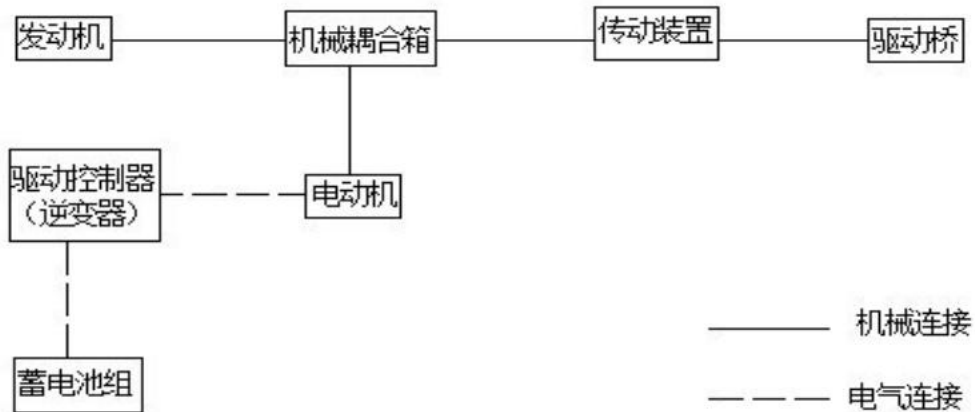 发动机
机械耦合箱
传动装置
驱动桥
驱动控制器
（逆变器）
电动机
蓄电池组
机械连接
电气连接